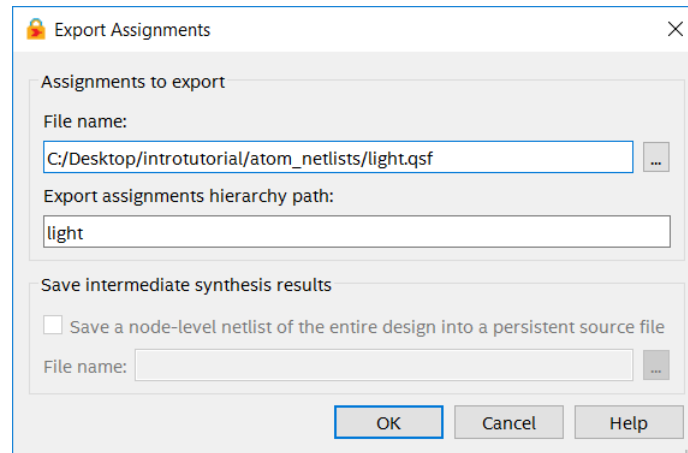 Export Assignments
Assignments to export
File name:
C:/Desktop/introtutorial/atom_netlists/light.qsf
...
Export assignments hierarchy path:
light
Save intermediate synthesis results
Save a node-level netlist of the entire design into a persistent source file
File name:
...
OK Cancel Help